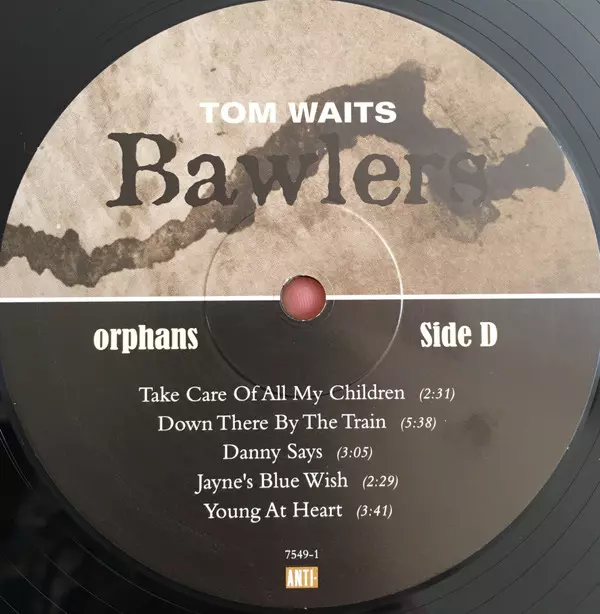 TOM WAITS
Bawlers
orphans Side D
Take Care Of All My Children (2:31)
Down There By The Train (5:38)
Danny Says (3:05)
Jayne's Blue Wish (2:29)
Young At Heart (3:41)
7549-1
ANTI-